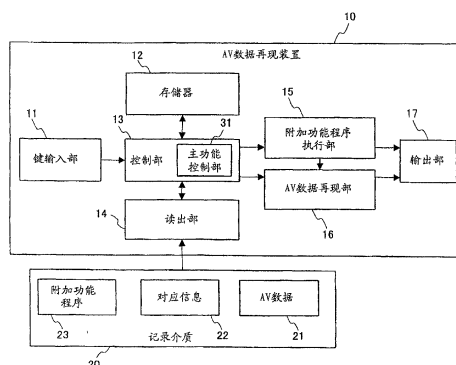 10
AV数据再现装置
12
存储器
11
键输入部
13
31
控制部
主功能
控制部
15
附加功能程序
执行部
17
输出部
AV数据再现部
16
14
读出部
附加功能
程序
23
对应信息
22
AV数据
21
记录介质
20